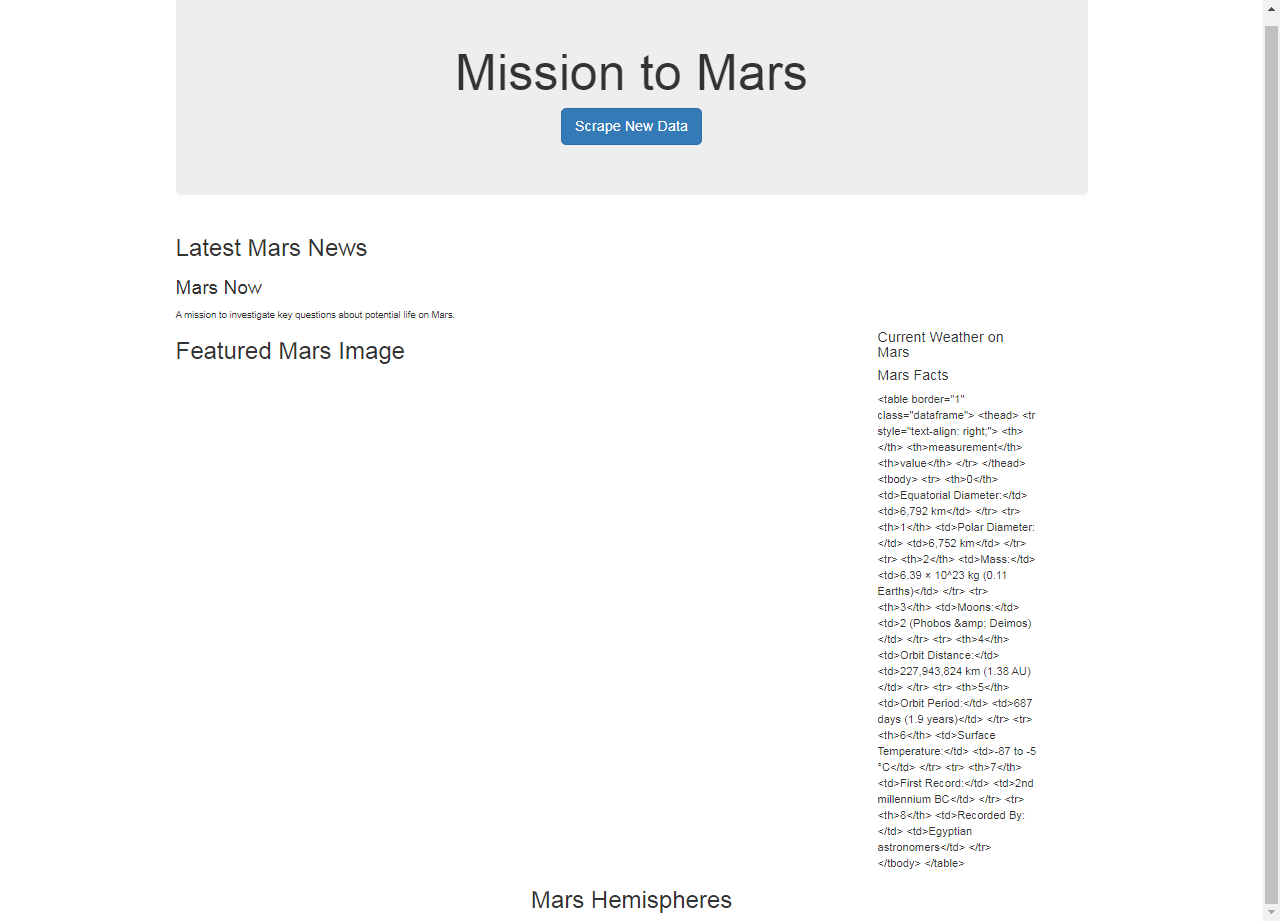 Mission to Mars
Scrape New Data
Latest Mars News
Mars Now
A mission to investigate key questions about potential life on Mars.
Featured Mars Image
Current Weather on
Mars
Mars Facts
<table border="1"
class="dataframe"> <thead> <tr
style="text-align: right;"> <th>
</th> <th>measurement</th>
<th>value</th> </tr> </thead>
<tbody> <tr> <th>0</th>
<td>Equatorial Diameter:</td>
<td>6,792 km</td> </tr> <tr>
<th>1</th> <td>Polar Diameter:
</td> <td>6,752 km</td> </tr>
<tr> <th>2</th> <td>Mass:</td>
<td>6.39 × 10^23 kg (0.11
Earths)</td> </tr> <tr>
<th>3</th> <td>Moons:</td>
<td>2 (Phobos &amp; Deimos)
</td> </tr> <tr> <th>4</th>
<td>Orbit Distance:</td>
<td>227,943,824 km (1.38 AU)
</td> </tr> <tr> <th>5</th>
<td>Orbit Period:</td> <td>687
days (1.9 years)</td> </tr> <tr>
<th>6</th> <td>Surface
Temperature:</td> <td>-87 to -5
°C</td> </tr> <tr> <th>7</th>
<td>First Record:</td> <td>2nd
millennium BC</td> </tr> <tr>
<th>8</th> <td>Recorded By:
</td> <td>Egyptian
astronomers</td> </tr>
</tbody> </table>
Mars Hemispheres